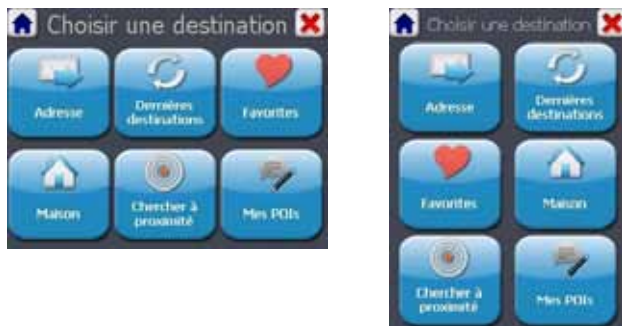 Choisir une destination
Adresse
Dernières
destinations
Favorites
Maison
Chercher à
proximité
Mes POIs
Choisir une destination
Adresse
Dernières
destinations
Favorites
Maison
Chercher à
proximité
Mes POIs